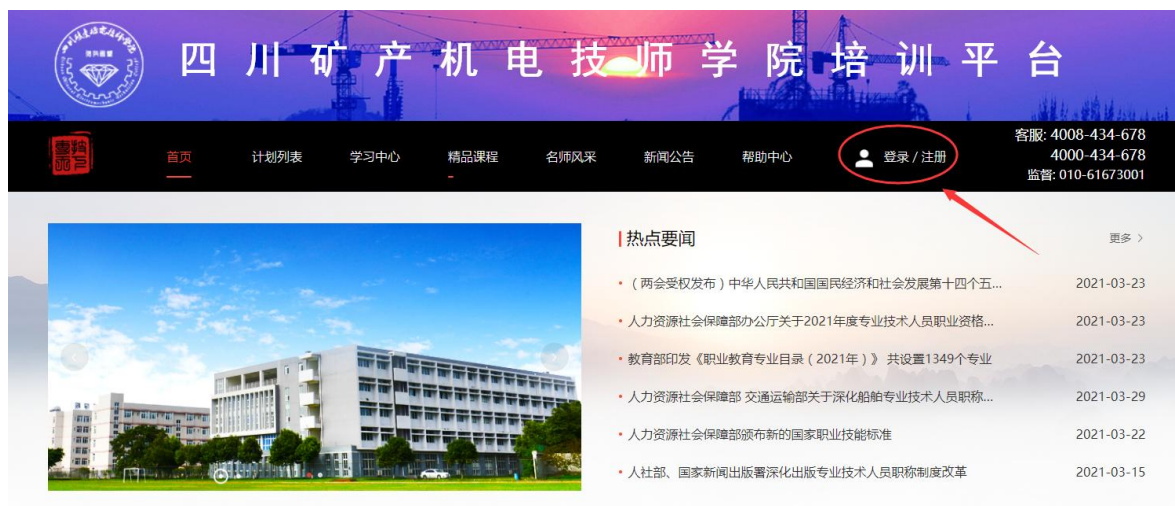 四川矿产机电技师学院培训平台
技能
首页
计划列表
学习中心
精品课程
名师风采
新闻公告
帮助中心
登录 / 注册
客服: 4008-434-678
4000-434-678
监督: 010-61673001
热点要闻
更多 >
（两会受权发布）中华人民共和国国民经济和社会发展第十四个五...
2021-03-23
人力资源社会保障部办公厅关于2021年度专业技术人员职业资格...
2021-03-23
教育部印发《职业教育专业目录（2021年）》 共设置1349个专业
2021-03-23
人力资源社会保障部 交通运输部关于深化船舶专业技术人员职称...
2021-03-29
人力资源社会保障部颁布新的国家职业技能标准
2021-03-22
人社部、国家新闻出版署深化出版专业技术人员职称制度改革
2021-03-15